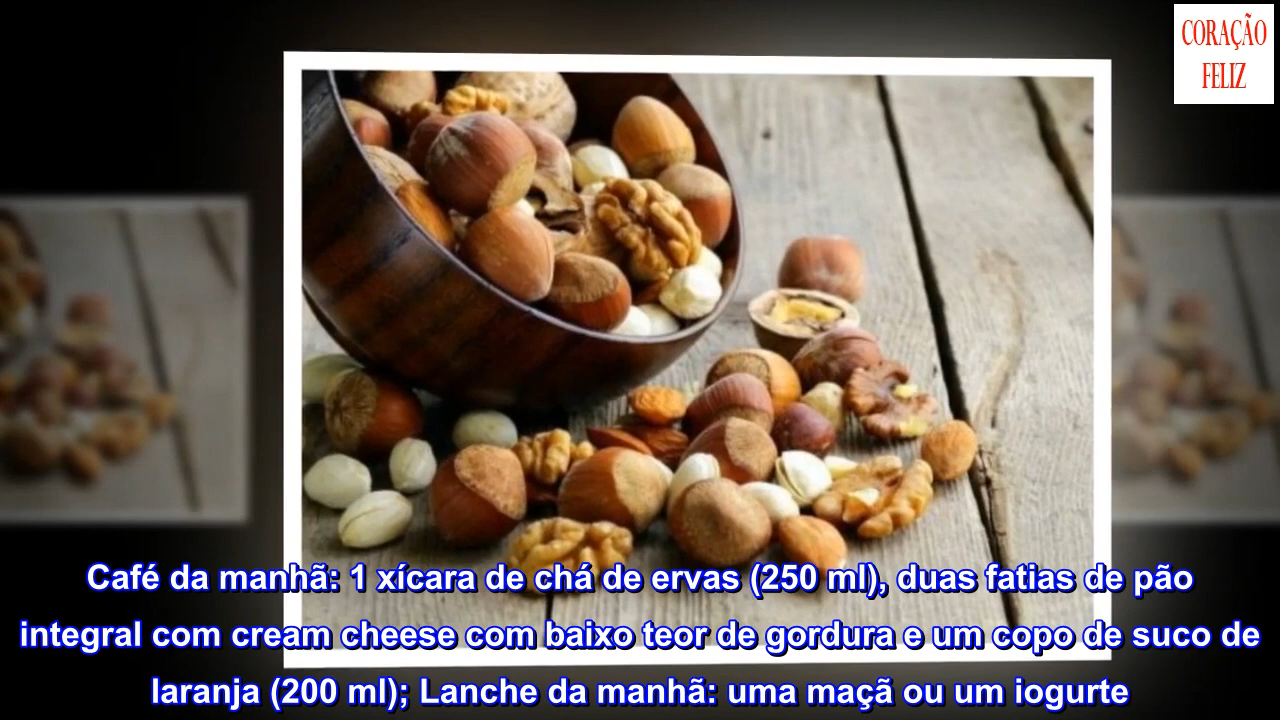 CORAÇÃO
FELIZ
Café da manhã: 1 xícara de chá de ervas (250 ml), duas fatias de pão
integral com cream cheese com baixo teor de gordura e um copo de suco de
laranja (200 ml); Lanche da manhã: uma maçã ou um iogurte